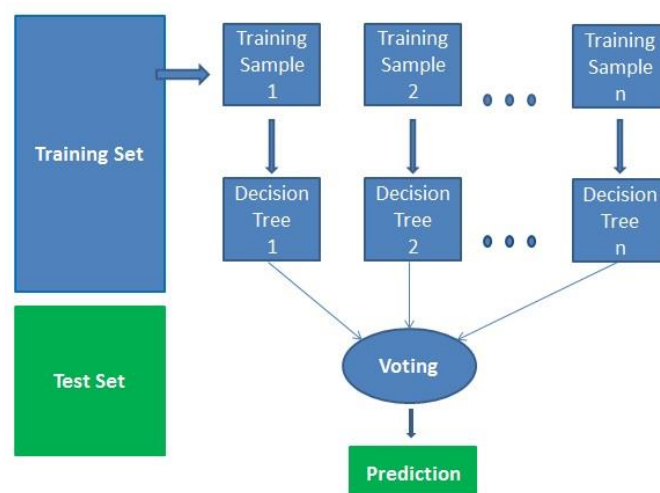 Training Set
Test Set
Training
Sample
1
Training
Sample
2
Training
Sample
n
Decision
Tree
1
Decision
Tree
2
Decision
Tree
n
Voting
Prediction